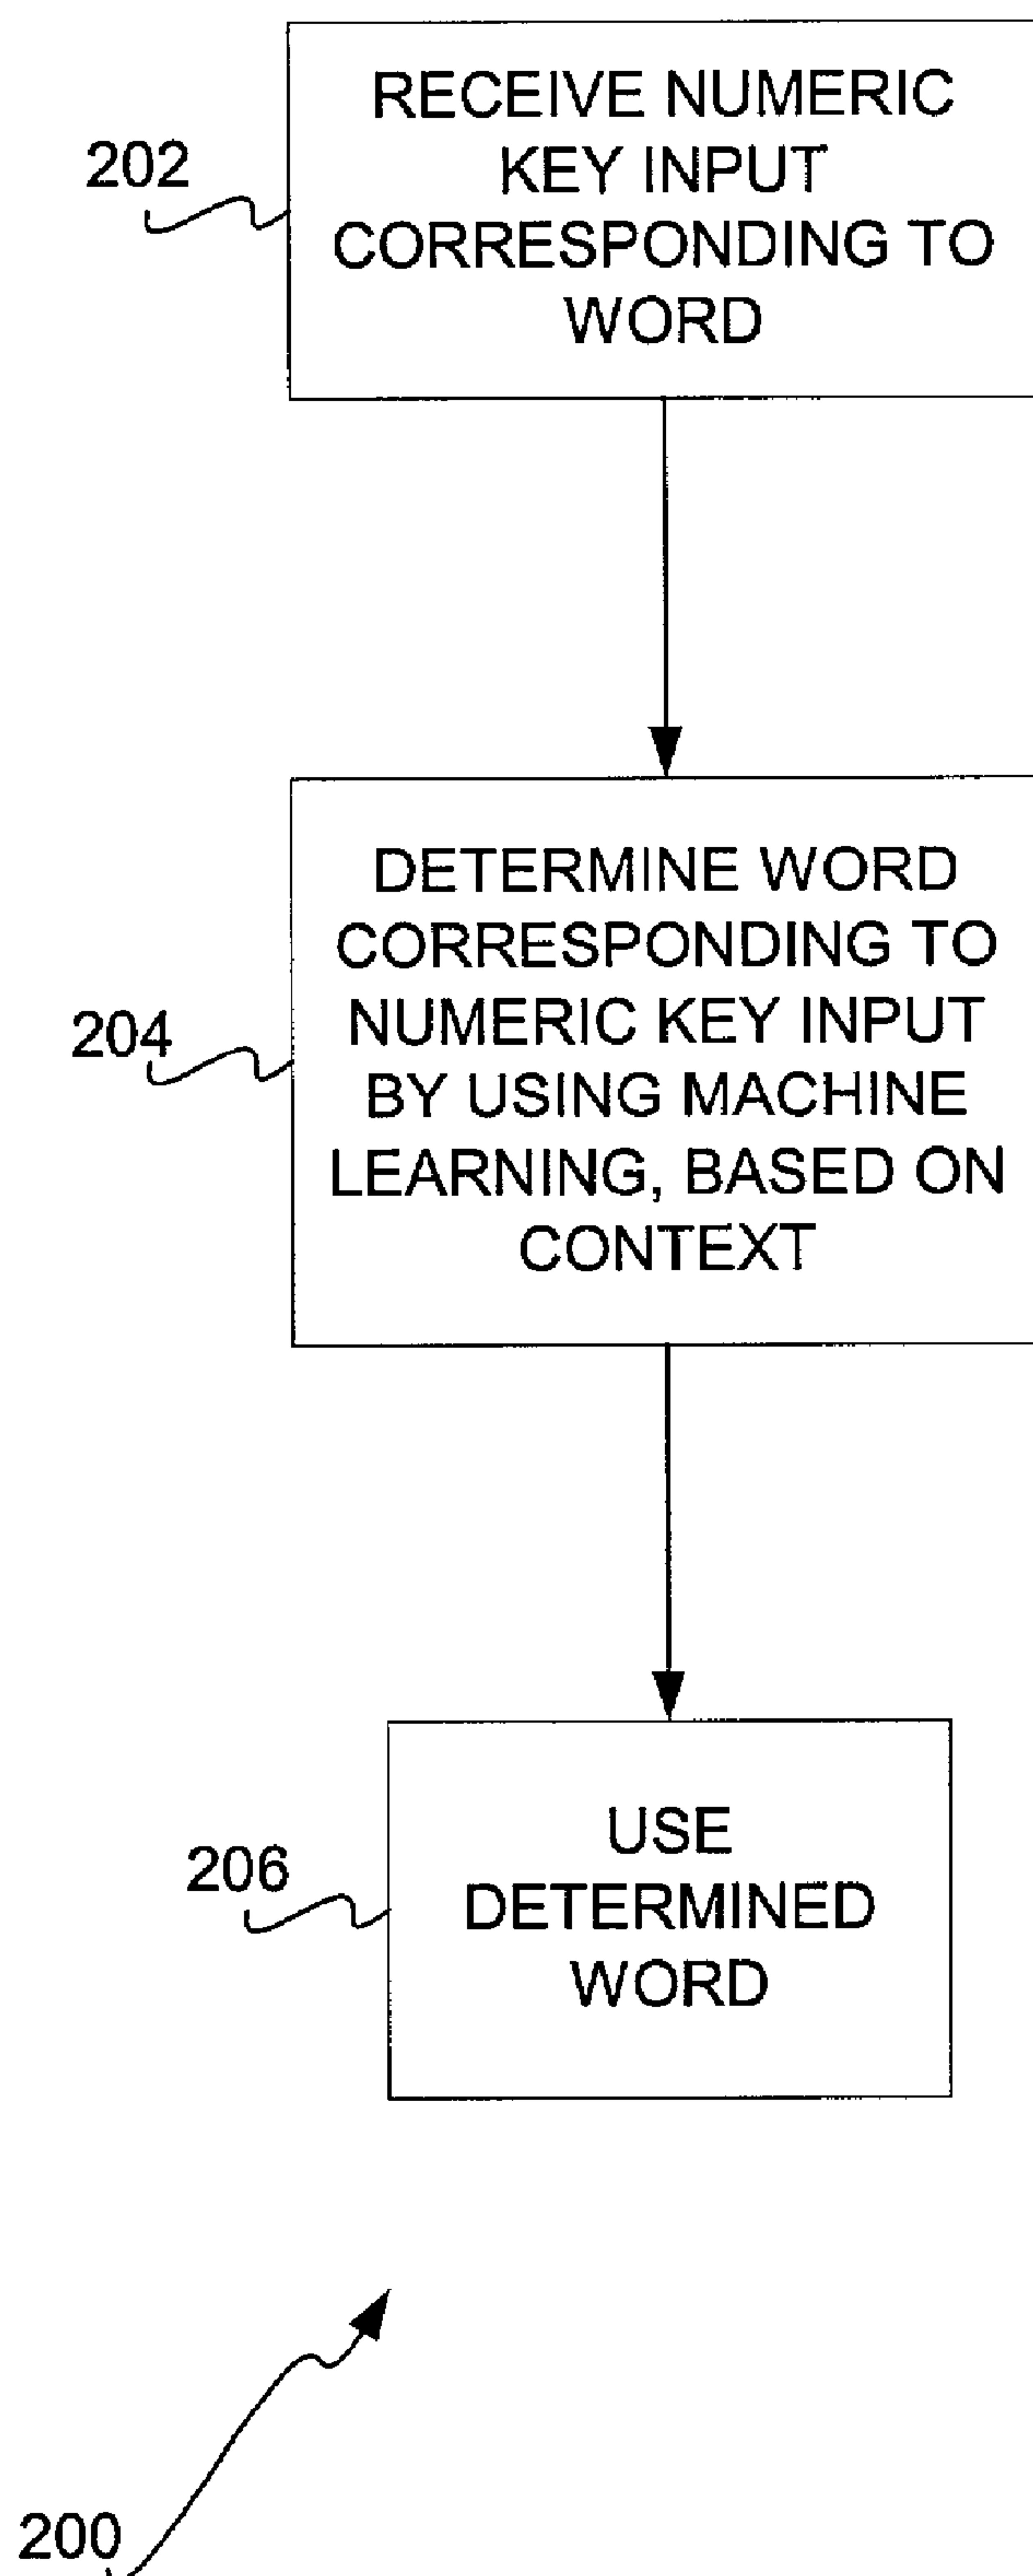 RECEIVE NUMERIC
KEY INPUT
CORRESPONDING TO
WORD
202
DETERMINE WORD
CORRESPONDING TO
NUMERIC KEY INPUT
BY USING MACHINE
LEARNING, BASED ON
CONTEXT
204
USE
DETERMINED
WORD
206
200